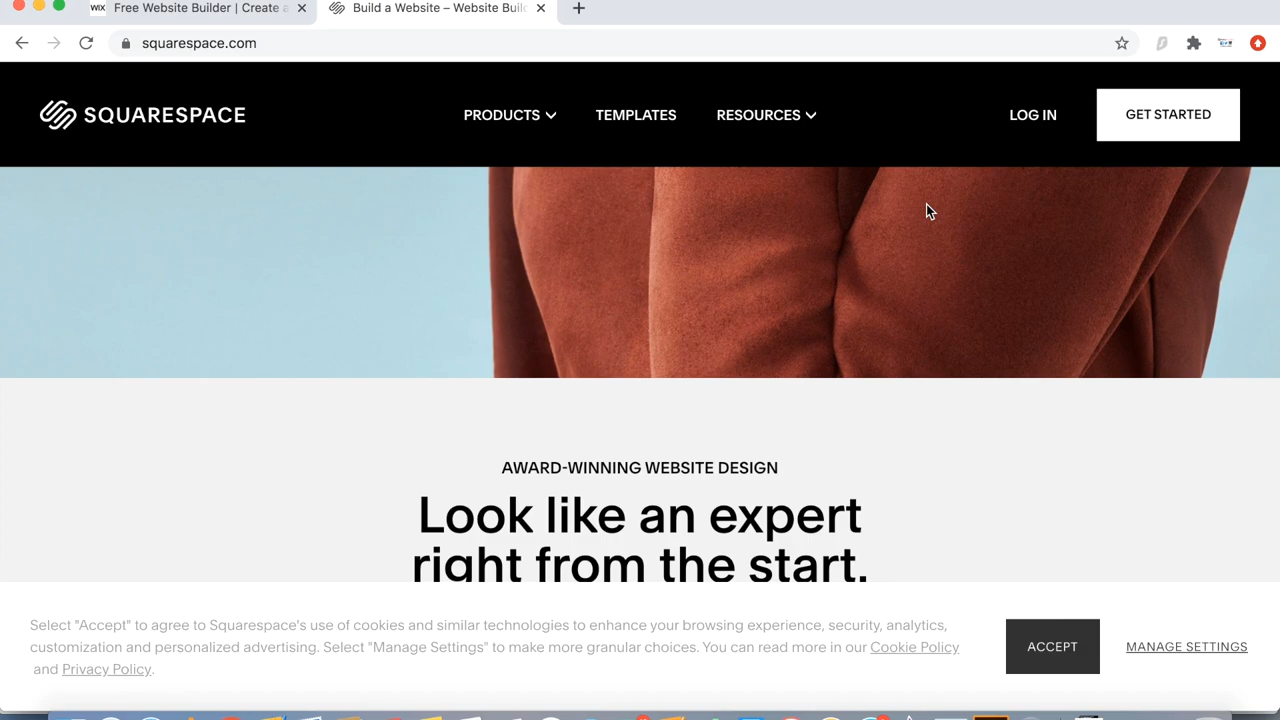 WIX Free Website Builder | Create a
Build a Website – Website Buil
squarespace.com
SQUARESPACE
PRODUCTS
TEMPLATES
RESOURCES
LOG IN
GET STARTED
AWARD-WINNING WEBSITE DESIGN
Look like an expert
right from the start.
Select "Accept" to agree to Squarespace's use of cookies and similar technologies to enhance your browsing experience, security, analytics,
customization and personalized advertising. Select "Manage Settings" to make more granular choices. You can read more in our Cookie Policy
and Privacy Policy.
ACCEPT
MANAGE SETTINGS